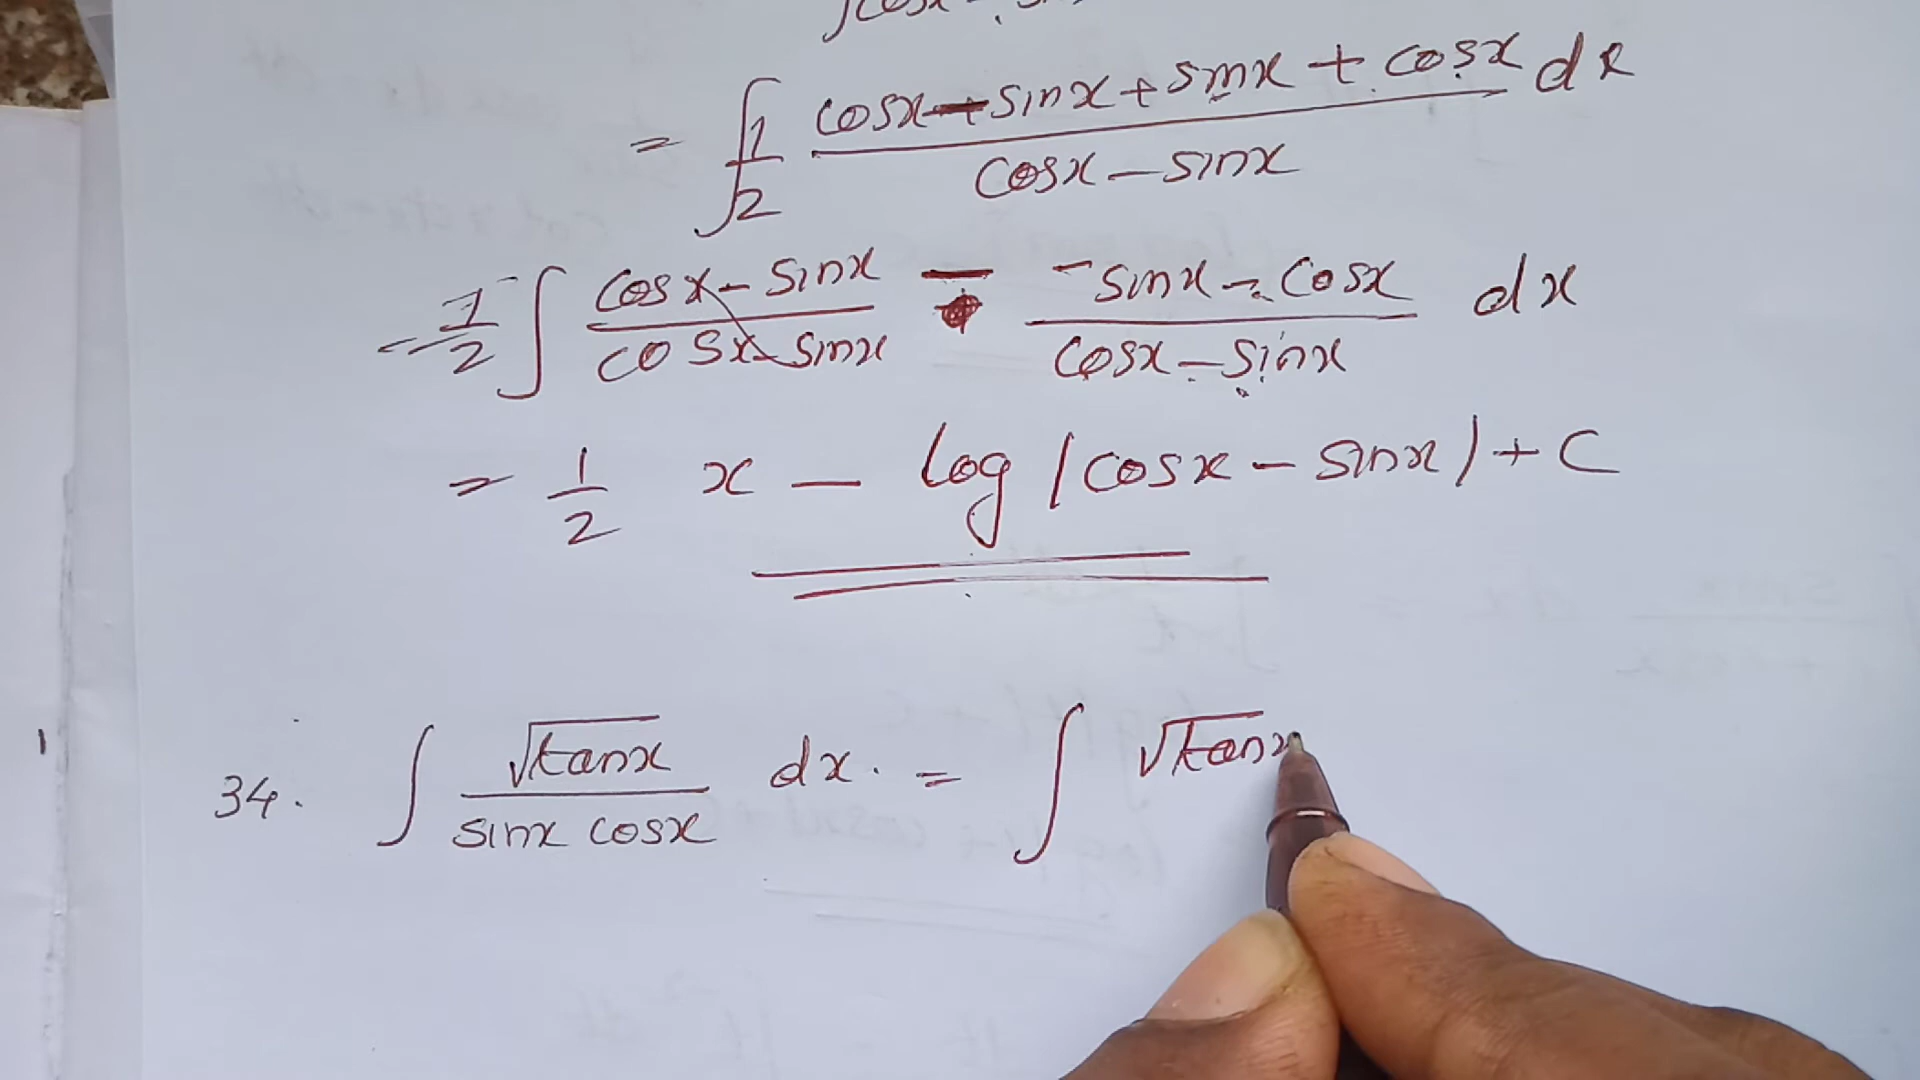 = ∫ 1/2 (cosx - sinx + sinx + cosx)/(cosx - sinx) dx
= 1/2 ∫ (cosx - sinx)/(cosx - sinx) - (-sinx - cosx)/(cosx - sinx) dx
= 1/2 x - log |cosx - sinx| + C
34. ∫ √tanx/(sinx cosx) dx. = ∫ √tanx